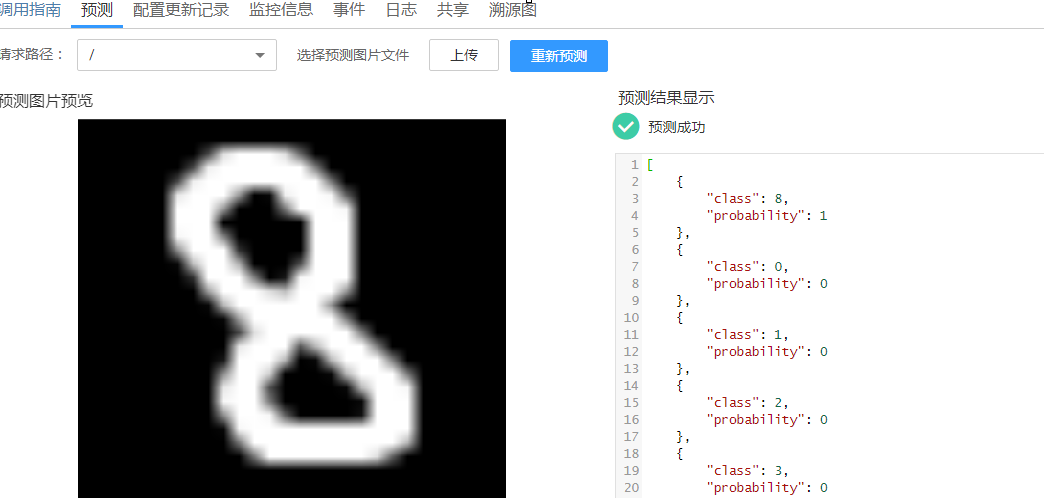 调用指南 预测 配置更新记录 监控信息 事件 日志 共享 溯源图
请求路径： / 选择预测图片文件 上传 重新预测
预测图片预览
预测结果显示
预测成功
8
1 [
2 {
3 "class": 8,
4 "probability": 1
5 },
6 {
7 "class": 0,
8 "probability": 0
9 },
10 {
11 "class": 1,
12 "probability": 0
13 },
14 {
15 "class": 2,
16 "probability": 0
17 },
18 {
19 "class": 3,
20 "probability": 0